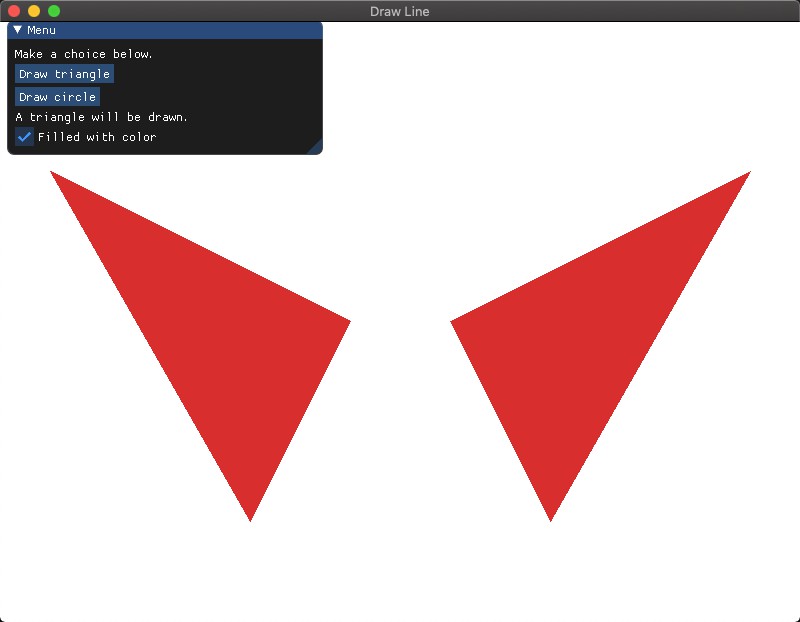 Draw Line
▼ Menu
Make a choice below.
Draw triangle
Draw circle
A triangle will be drawn.
Filled with color